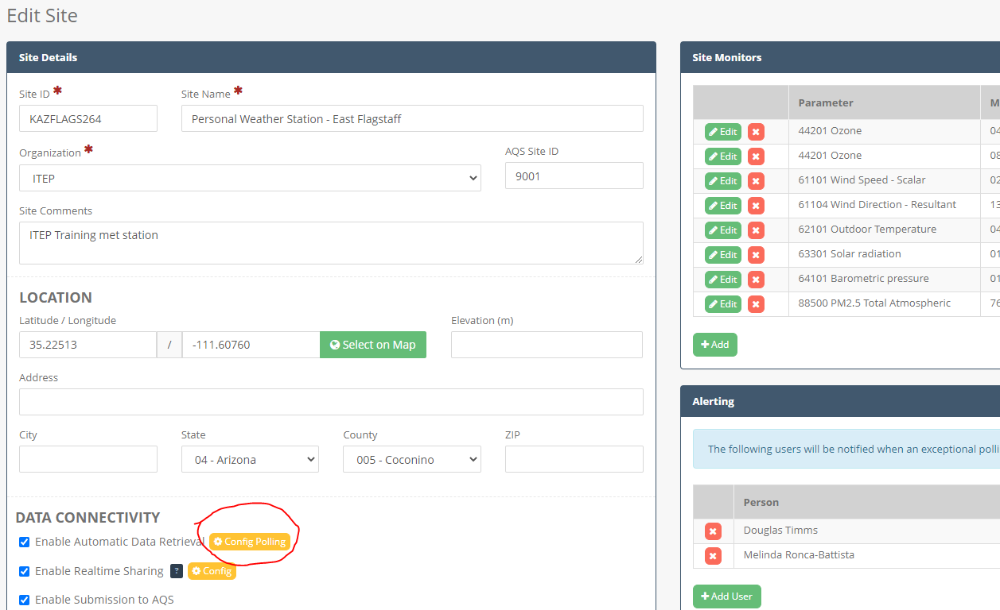 Edit Site
Site Details
Site ID *
Site Name *
KAZFLAGS264
Personal Weather Station - East Flagstaff
Organization *
AQS Site ID
ITEP
9001
Site Comments
ITEP Training met station
LOCATION
Latitude / Longitude
Elevation (m)
35.22513 / -111.60760 Select on Map
Address
City
State
County
ZIP
04 - Arizona
005 - Coconino
DATA CONNECTIVITY
Enable Automatic Data Retrieval Config Polling
Enable Realtime Sharing ? Config
Enable Submission to AQS
Site Monitors
Parameter M
Edit 44201 Ozone 04
Edit 44201 Ozone 08
Edit 61101 Wind Speed - Scalar 02
Edit 61104 Wind Direction - Resultant 13
Edit 62101 Outdoor Temperature 04
Edit 63301 Solar radiation 01
Edit 64101 Barometric pressure 01
Edit 88500 PM2.5 Total Atmospheric 76
+ Add
Alerting
The following users will be notified when an exceptional polli
Person
Douglas Timms
Melinda Ronca-Battista
+ Add User